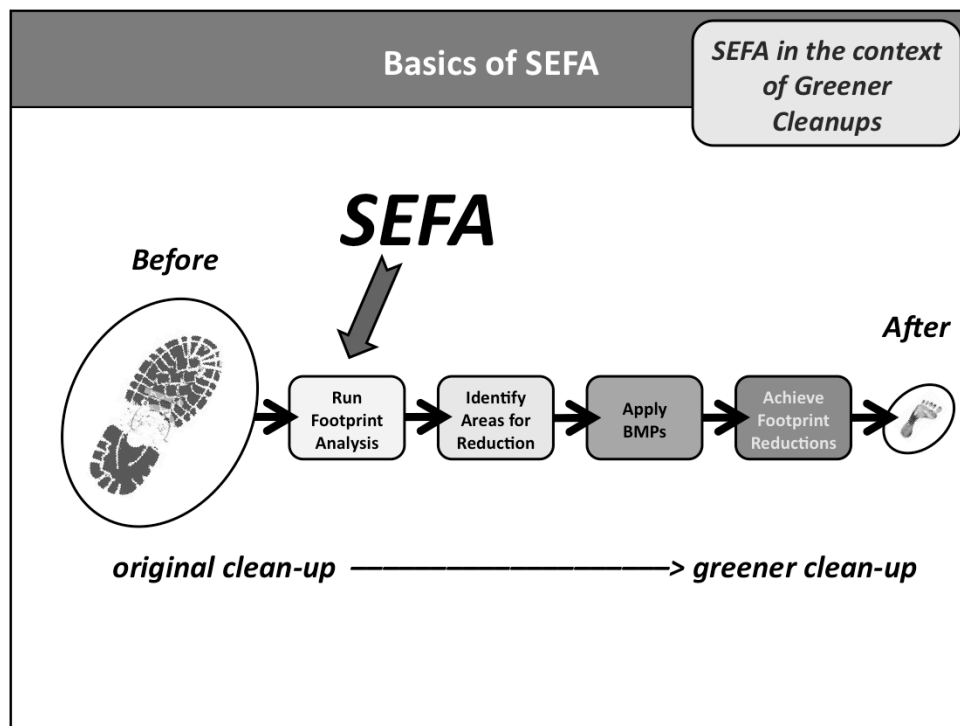 Basics of SEFA
SEFA in the context
of Greener
Cleanups
SEFA
Before
After
Run
Footprint
Analysis
Identify
Areas for
Reduction
Apply
BMPs
Achieve
Footprint
Reductions
original clean-up ————————————> greener clean-up